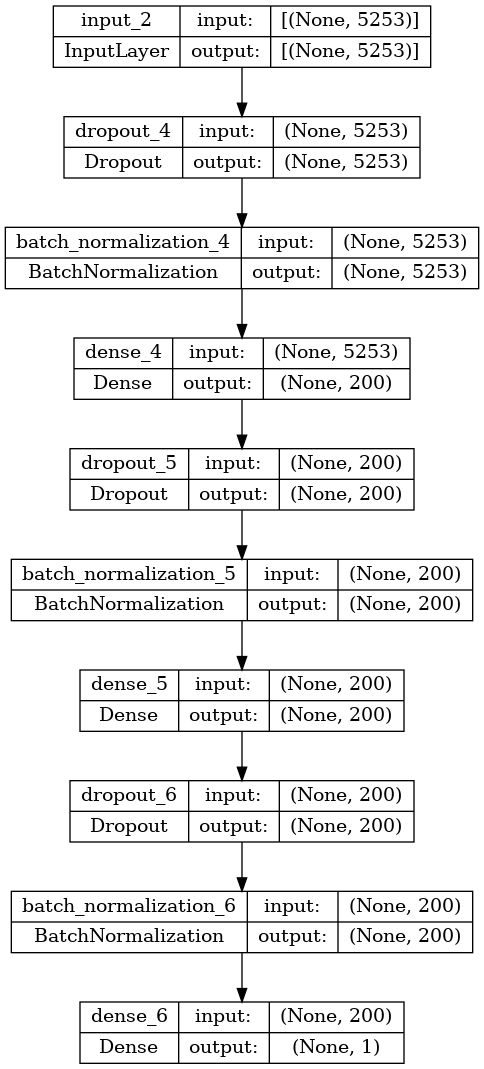 input_2 input: [(None, 5253)]
InputLayer output: [(None, 5253)]
dropout_4 input: (None, 5253)
Dropout output: (None, 5253)
batch_normalization_4 input: (None, 5253)
BatchNormalization output: (None, 5253)
dense_4 input: (None, 5253)
Dense output: (None, 200)
dropout_5 input: (None, 200)
Dropout output: (None, 200)
batch_normalization_5 input: (None, 200)
BatchNormalization output: (None, 200)
dense_5 input: (None, 200)
Dense output: (None, 200)
dropout_6 input: (None, 200)
Dropout output: (None, 200)
batch_normalization_6 input: (None, 200)
BatchNormalization output: (None, 200)
dense_6 input: (None, 200)
Dense output: (None, 1)